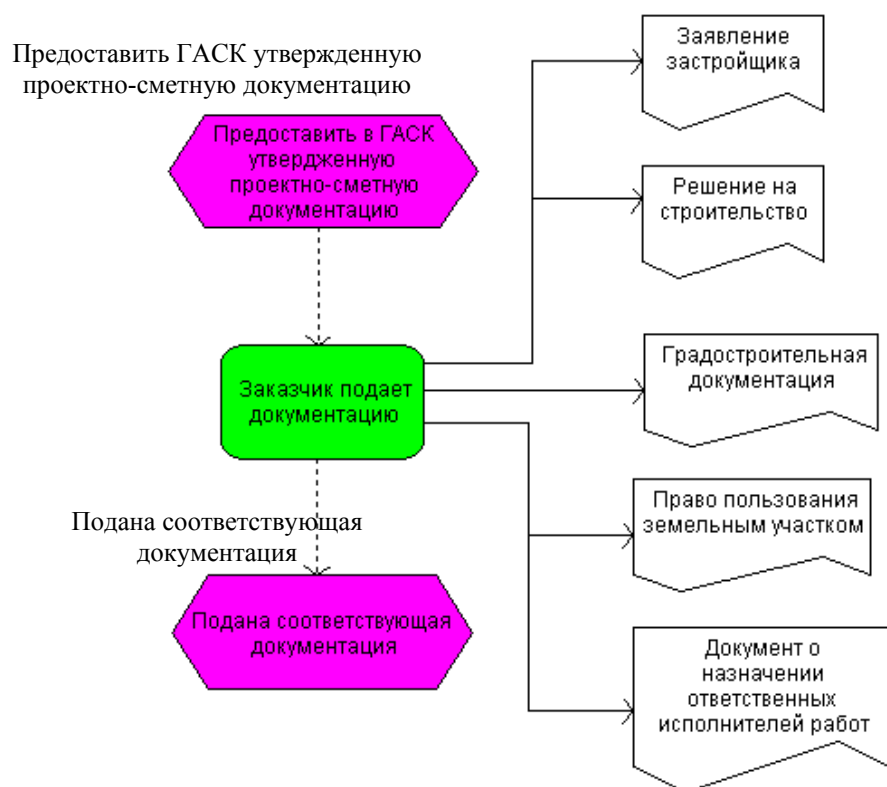 Предоставить ГАСК утвержденную
проектно-сметную документацию
Предоставить в ГАСК
утвердженную
проектно-сметную
документацию
Заказчик подает
документацию
Подана соответствующая
документация
Подана соответствующая
документация
Заявление
застройщика
Решение на
строительство
Градостроительная
документация
Право пользования
земельным участком
Документ о
назначении
ответственных
исполнителей работ